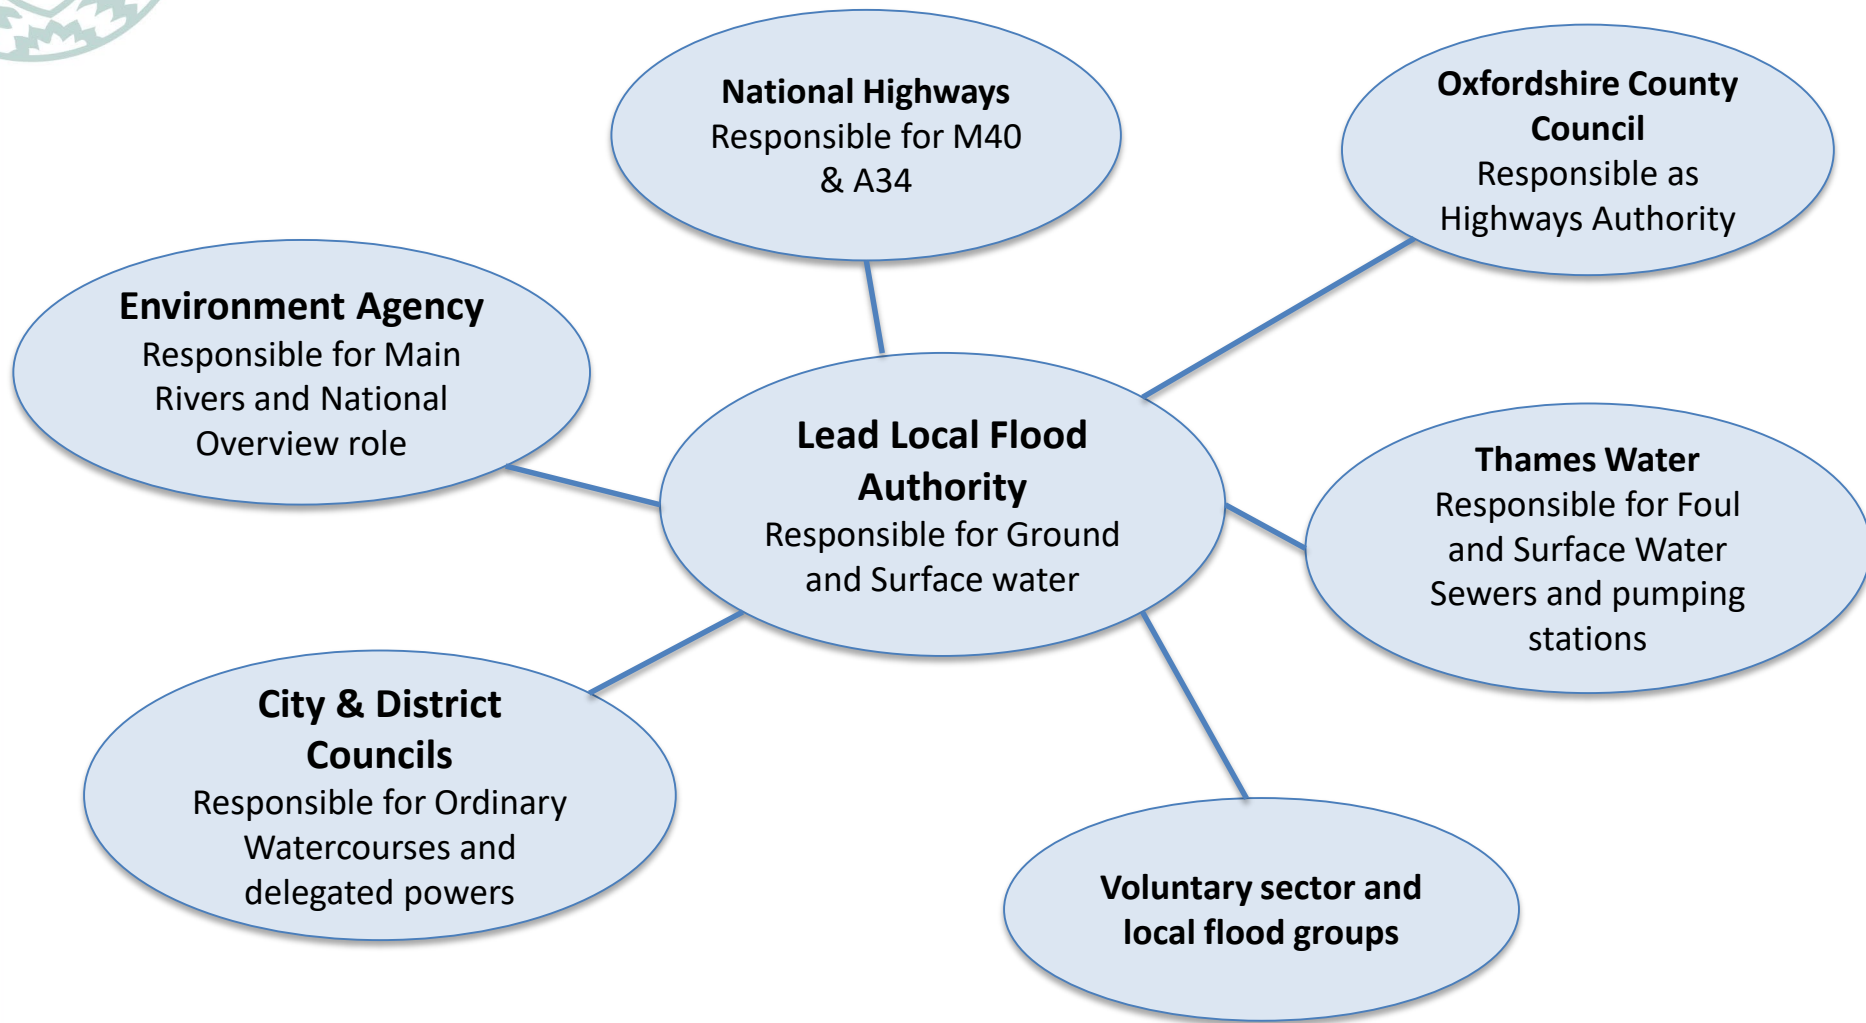 National Highways
Responsible for M40
& A34
Oxfordshire County
Council
Responsible as
Highways Authority
Environment Agency
Responsible for Main
Rivers and National
Overview role
Lead Local Flood
Authority
Responsible for Ground
and Surface water
Thames Water
Responsible for Foul
and Surface Water
Sewers and pumping
stations
City & District
Councils
Responsible for Ordinary
Watercourses and
delegated powers
Voluntary sector and
local flood groups